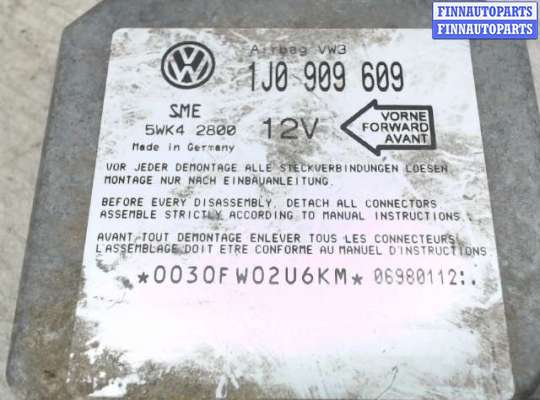 FINNAUTOPARTS
FINNAUTOPARTS
Airbag VW3
1J0 909 609
SME
5WK4 2800
12V
VORNE
FORWARD
AVANT
Made in Germany
VOR JEDER DEMONTAGE ALLE STECKVERBINDUNGEN LOESEN
MONTAGE NUR NACH EINBAUANLEITUNG.
BEFORE EVERY DISASSEMBLY, DETACH ALL CONNECTORS
ASSEMBLE STRICTLY ACCORDING TO MANUAL INSTRUCTIONS.
AVANT TOUT DEMONTAGE ENLEVER TOUS LES CONNECTEURS
L'ASSEMBLAGE DOIT ETRE CONFORME AU MANUEL D'INSTRUCTIONS
*0030FW02U6KM* 06980112
FINNAUTOPARTS
FINNAUTOPARTS